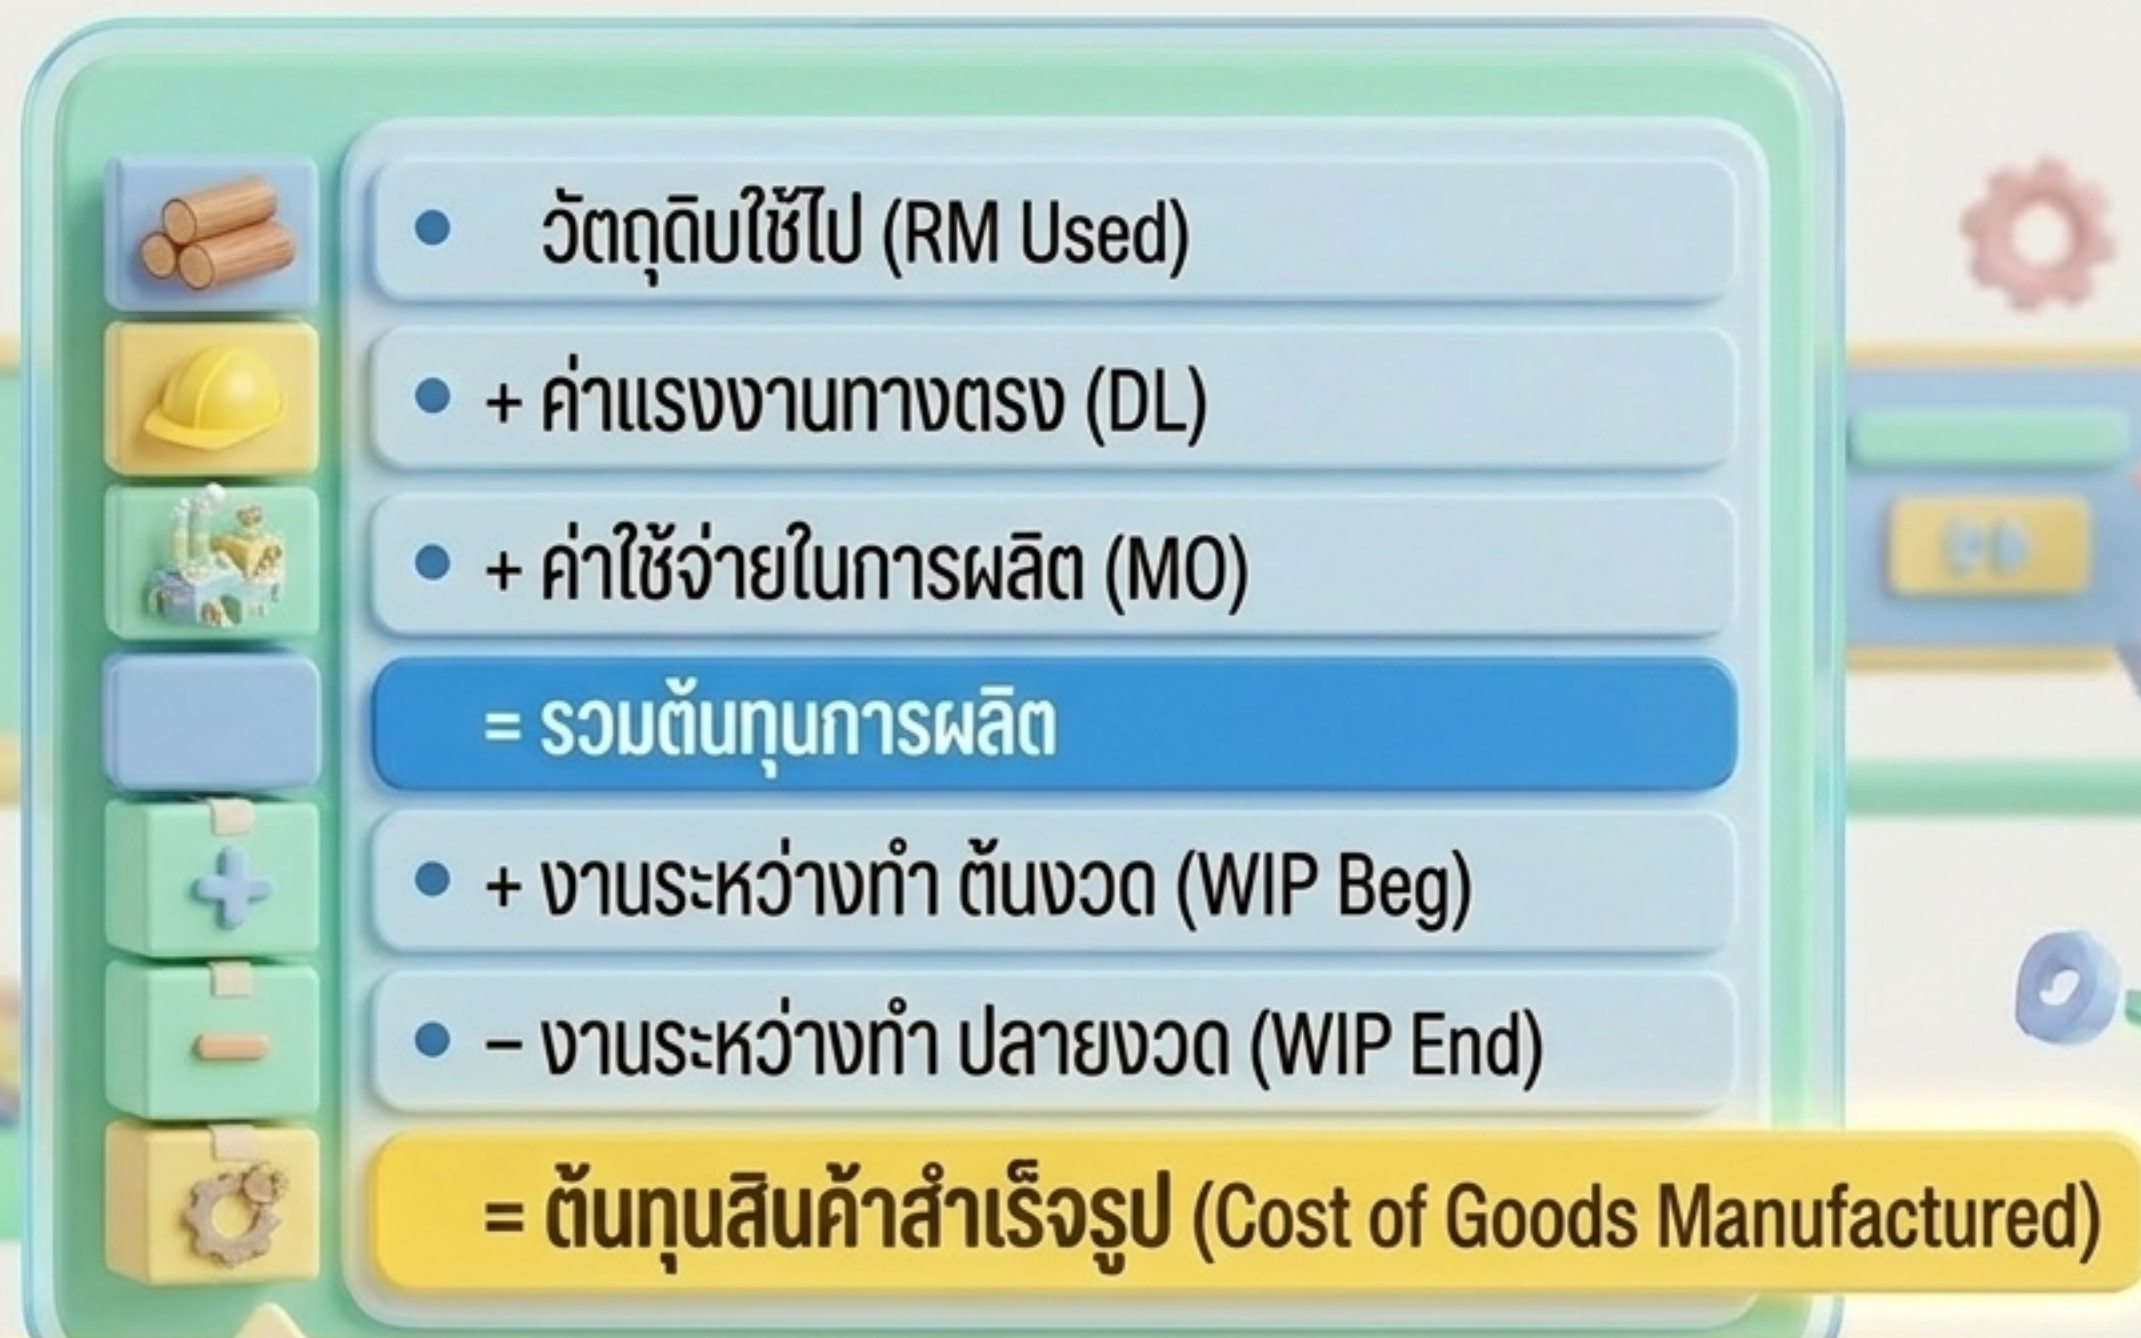 • วัตถุดิบใช้ไป (RM Used)
• + ค่าแรงงานทางตรง (DL)
• + ค่าใช้จ่ายในการผลิต (MO)
= รวมต้นทุนการผลิต
• + งานระหว่างทำ ต้นงวด (WIP Beg)
• – งานระหว่างทำ ปลายงวด (WIP End)
= ต้นทุนสินค้าสำเร็จรูป (Cost of Goods Manufactured)